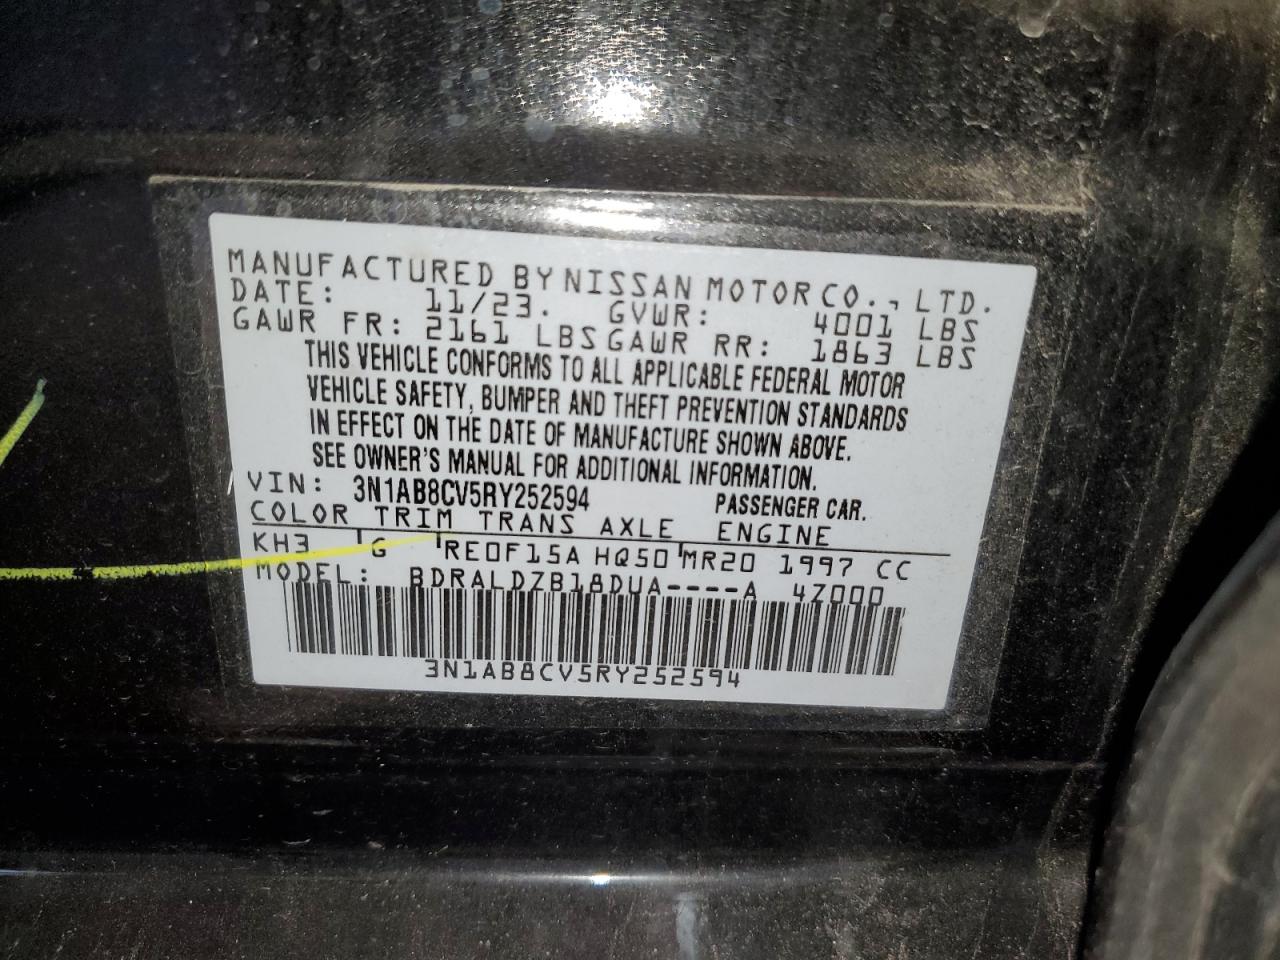 MANUFACTURED BY NISSAN MOTOR CO., LTD.
DATE: 11/23. GVWR: 4001 LBS
GAWR FR: 2161 LBS GAWR RR: 1863 LBS
THIS VEHICLE CONFORMS TO ALL APPLICABLE FEDERAL MOTOR
VEHICLE SAFETY, BUMPER AND THEFT PREVENTION STANDARDS
IN EFFECT ON THE DATE OF MANUFACTURE SHOWN ABOVE.
SEE OWNER'S MANUAL FOR ADDITIONAL INFORMATION.
VIN: 3N1AB8CV5RY252594 PASSENGER CAR.
COLOR TRIM TRANS AXLE ENGINE
KH3 G RE0F15A HQ50 MR20 1997 CC
MODEL: BDRALDZB18DUA----A 4Z000
3N1AB8CV5RY252594